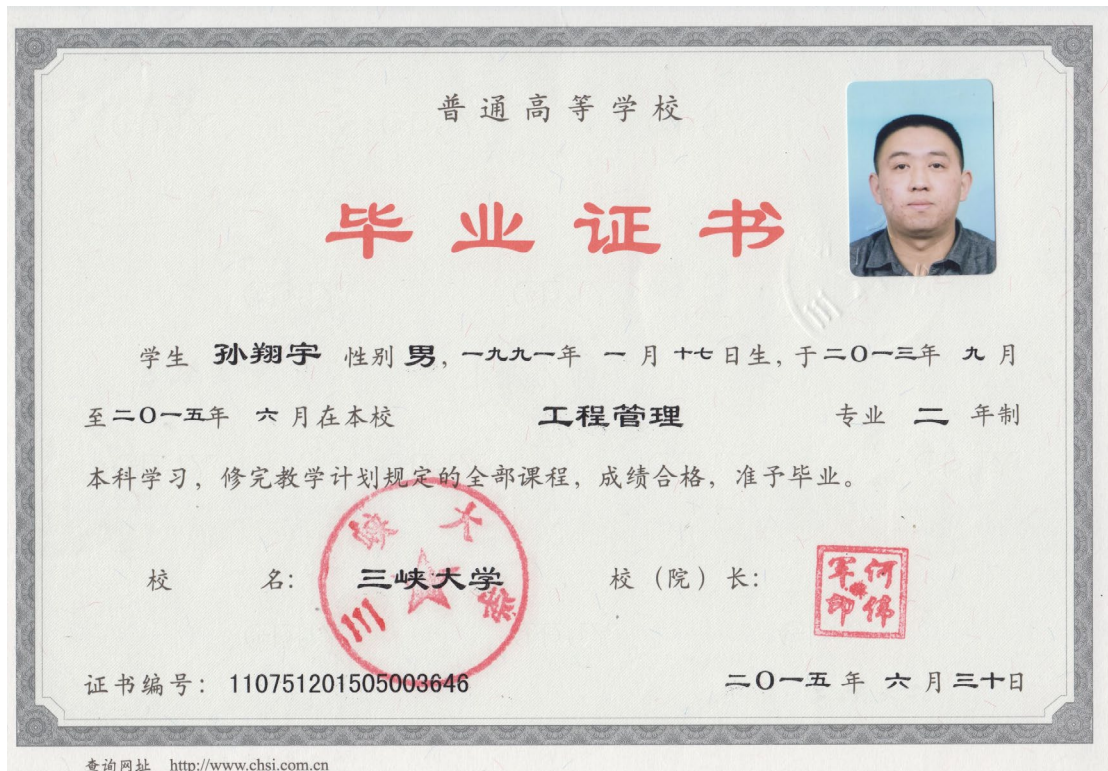 普通高等学校
毕业证书
学生 孙翔宇 性别 男，一九九一年 一 月 十七日生，于二〇一三年 九 月
至二〇一五年 六 月在本校 工程管理 专业 二 年制
本科学习，修完教学计划规定的全部课程，成绩合格，准予毕业。
三峡大学
校 名： 三峡大学 校（院）长：
何伟军印
证书编号： 110751201505003646 二〇一五 年 六 月三十日
查询网址 http://www.chsi.com.cn